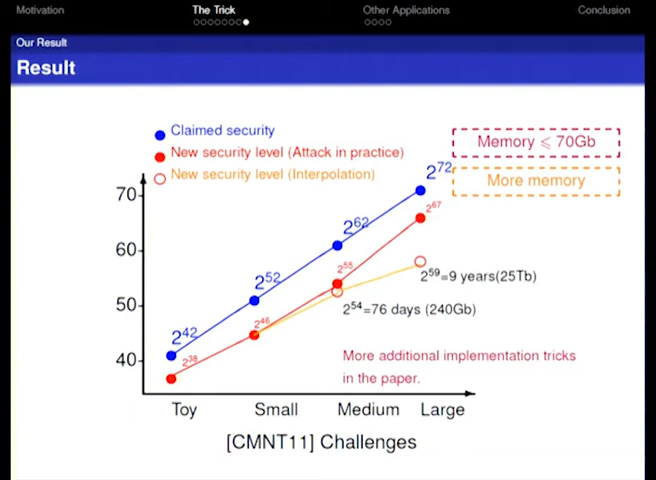 Motivation The Trick Other Applications Conclusion
Our Result
Result
Claimed security
New security level (Attack in practice)
New security level (Interpolation)
Memory ⩽ 70Gb
More memory
70
60
50
40
2^72
2^67
2^62
2^55
2^52
2^46
2^42
2^38
2^59=9 years(25Tb)
2^54=76 days (240Gb)
More additional implementation tricks
in the paper.
Toy Small Medium Large
[CMNT11] Challenges